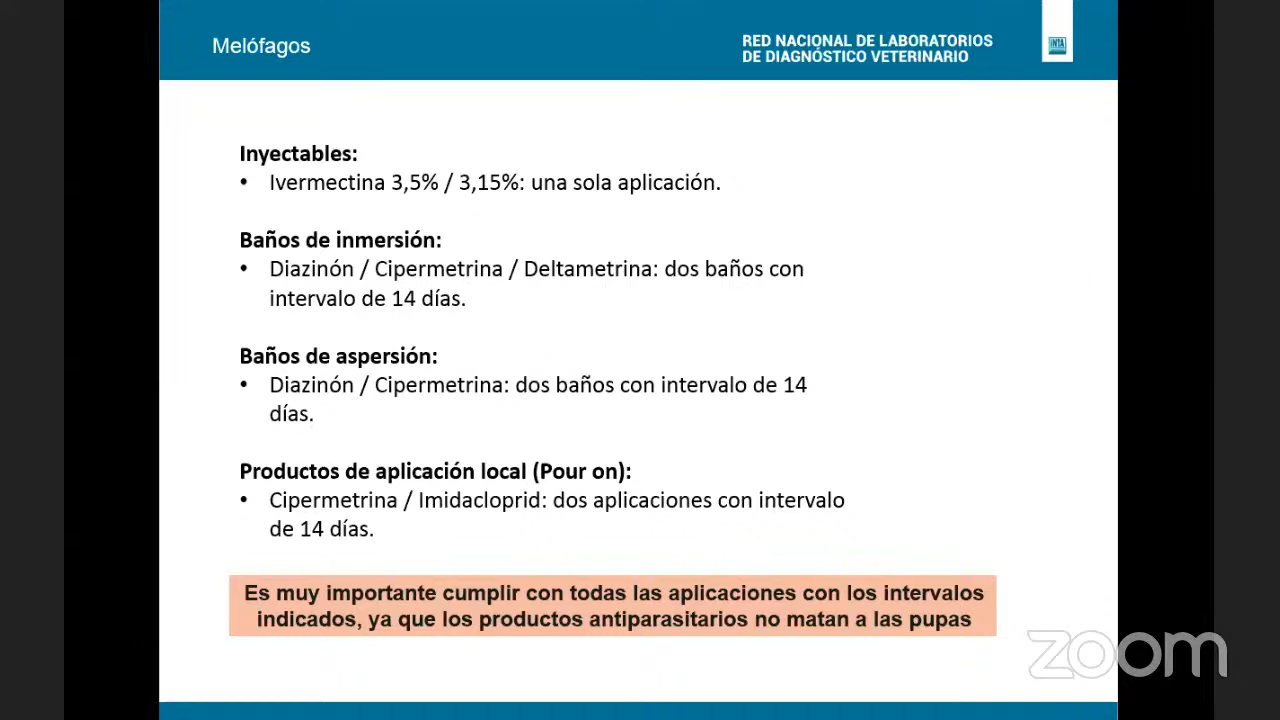 Melófagos
RED NACIONAL DE LABORATORIOS
DE DIAGNÓSTICO VETERINARIO
INTA
Inyectables:
• Ivermectina 3,5% / 3,15%: una sola aplicación.
Baños de inmersión:
• Diazinón / Cipermetrina / Deltametrina: dos baños con
intervalo de 14 días.
Baños de aspersión:
• Diazinón / Cipermetrina: dos baños con intervalo de 14
días.
Productos de aplicación local (Pour on):
• Cipermetrina / Imidacloprid: dos aplicaciones con intervalo
de 14 días.
Es muy importante cumplir con todas las aplicaciones con los intervalos
indicados, ya que los productos antiparasitarios no matan a las pupas
zoom